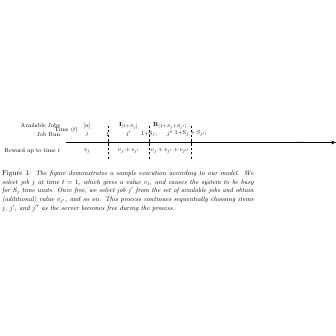 Available Jobs [n] I_{[1+S_j]} R_{[1+S_j+S_{j'}]}
Time (t)
Job Run j j' 1+S_j; j'' 1+S_j + S_{j'};
Reward up to time t v_j v_j + v_{j'} v_j + v_{j'} + v_{j''}
Figure 1: The figure demonstrates a sample execution according to our model. We
select job j at time t = 1, which gives a value v_j, and causes the system to be busy
for S_j time units. Once free, we select job j' from the set of available jobs and obtain
(additional) value v_{j'}, and so on. This process continues sequentially choosing items
j, j', and j'' as the server becomes free during the process.